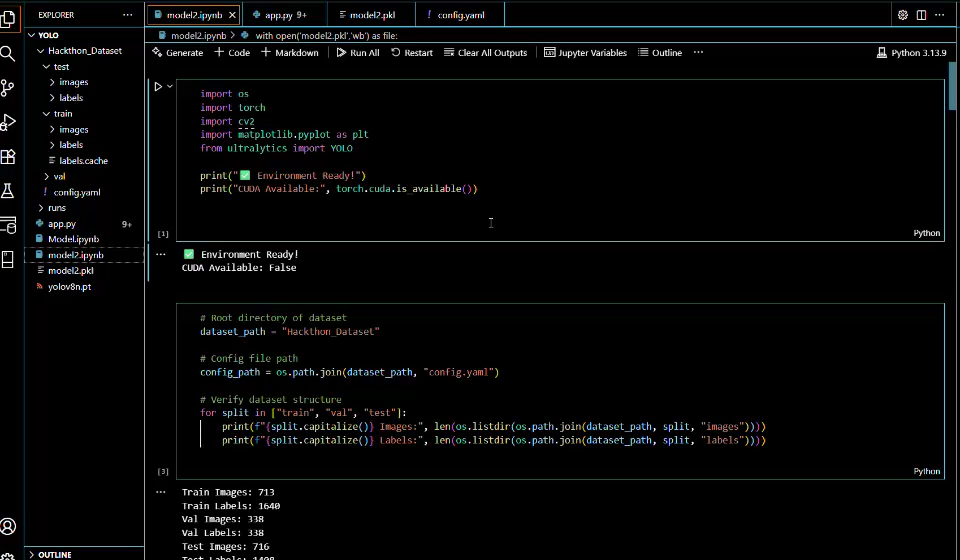 EXPLORER ···
model2.ipynb ×
app.py 9+
model2.pkl
! config.yaml
YOLO
model2.ipynb > with open('model2.pkl','wb') as file:
Generate + Code + Markdown Run All Restart Clear All Outputs Jupyter Variables Outline ··· Python 3.13.9
Hackthon_Dataset
test
images
labels
train
images
labels
labels.cache
val
! config.yaml
runs
app.py 9+
Model.ipynb
model2.ipynb
model2.pkl
yolov8n.pt
OUTLINE
import os
import torch
import cv2
import matplotlib.pyplot as plt
from ultralytics import YOLO
print("✅ Environment Ready!")
print("CUDA Available:", torch.cuda.is_available())
[1] Python
··· ✅ Environment Ready!
CUDA Available: False
# Root directory of dataset
dataset_path = "Hackthon_Dataset"
# Config file path
config_path = os.path.join(dataset_path, "config.yaml")
# Verify dataset structure
for split in ["train", "val", "test"]:
print(f"{split.capitalize()} Images:", len(os.listdir(os.path.join(dataset_path, split, "images"))))
print(f"{split.capitalize()} Labels:", len(os.listdir(os.path.join(dataset_path, split, "labels"))))
[3] Python
··· Train Images: 713
Train Labels: 1640
Val Images: 338
Val Labels: 338
Test Images: 716
Test Labels: